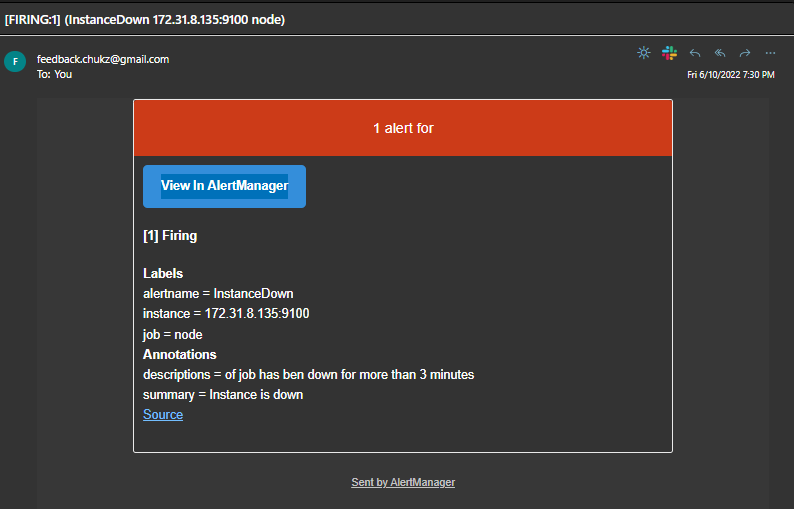 [FIRING:1] (InstanceDown 172.31.8.135:9100 node)
F
feedback.chukz@gmail.com
To: You
Fri 6/10/2022 7:30 PM
1 alert for
View In AlertManager
[1] Firing
Labels
alertname = InstanceDown
instance = 172.31.8.135:9100
job = node
Annotations
descriptions = of job has ben down for more than 3 minutes
summary = Instance is down
Source
Sent by AlertManager